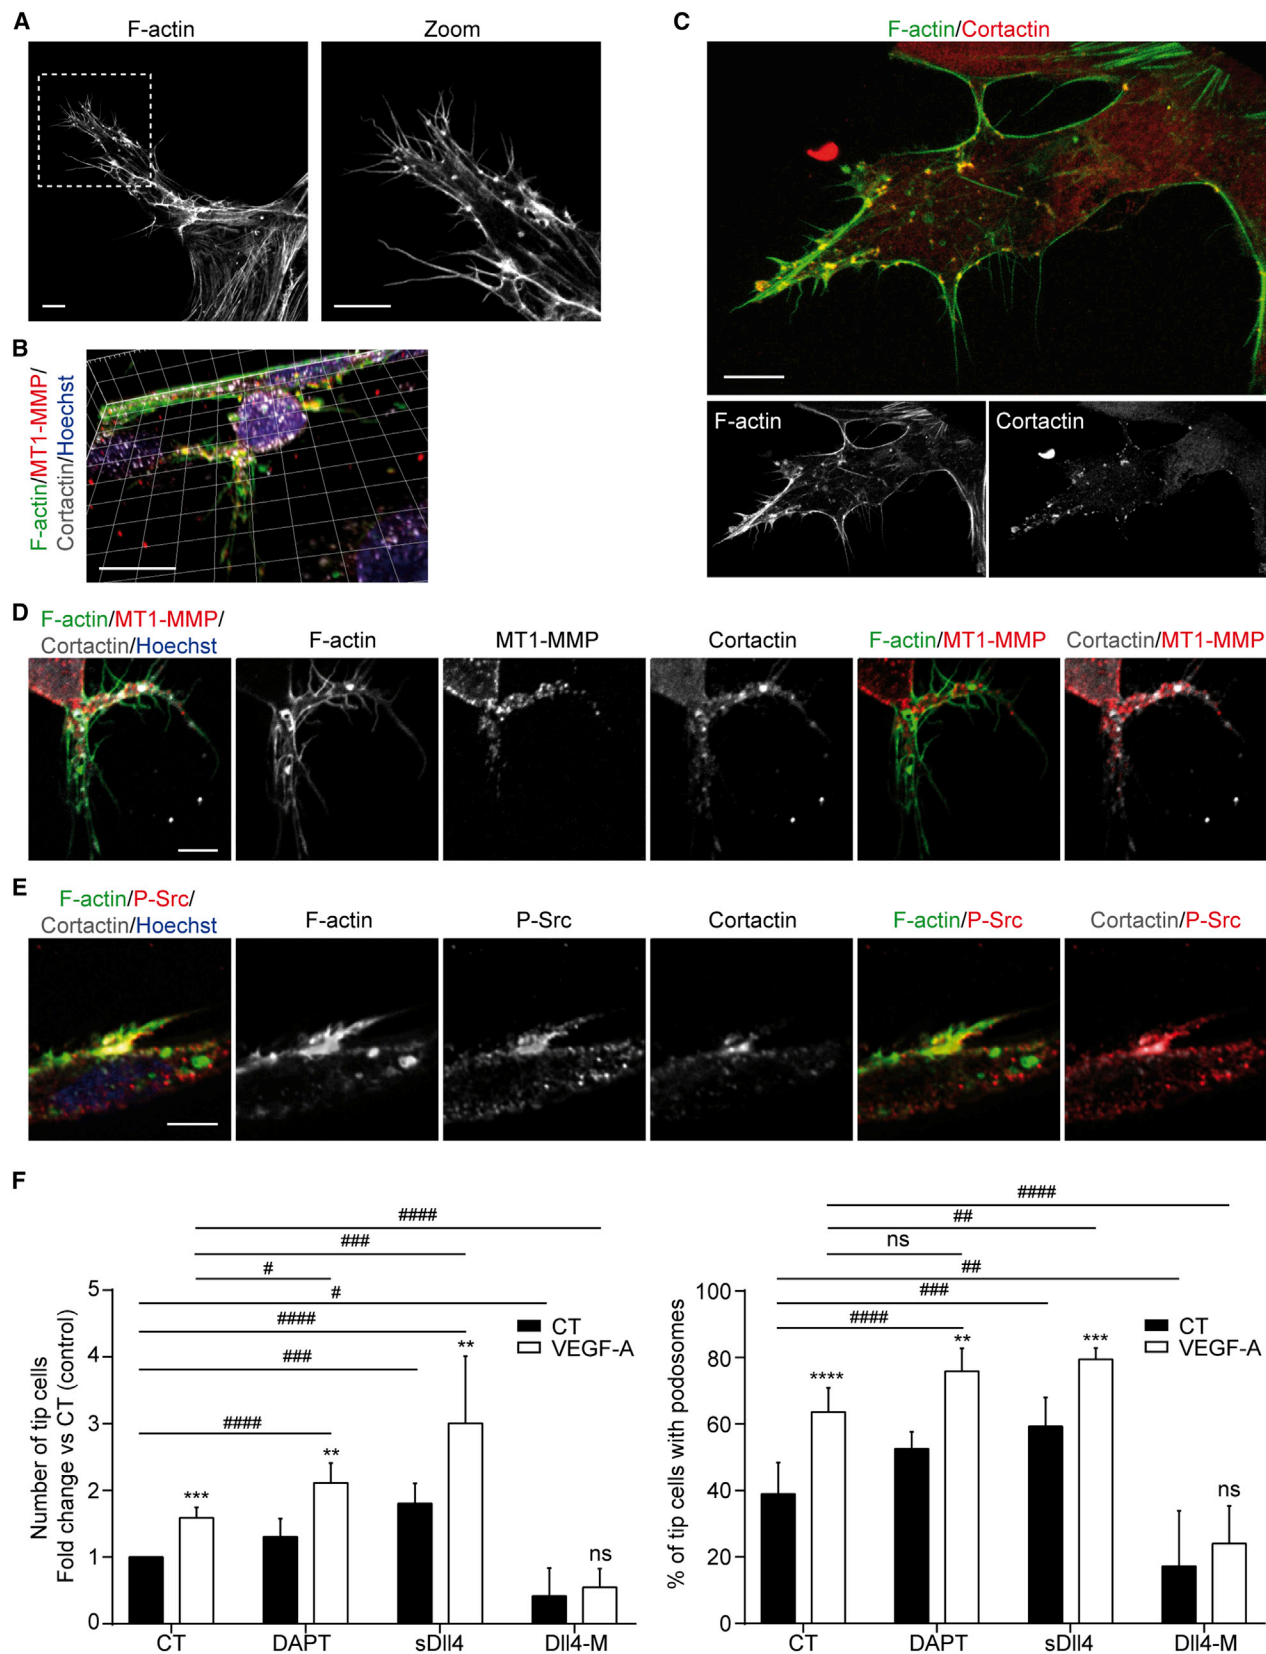 A
F-actin
Zoom
B
F-actin/MT1-MMP/
Cortactin/Hoechst
C
F-actin/Cortactin
F-actin
Cortactin
D
F-actin/MT1-MMP/
Cortactin/Hoechst
F-actin
MT1-MMP
Cortactin
F-actin/MT1-MMP
Cortactin/MT1-MMP
E
F-actin/P-Src/
Cortactin/Hoechst
F-actin
P-Src
Cortactin
F-actin/P-Src
Cortactin/P-Src
F
####
###
#
#
####
###
####
***
**
**
ns
CT
VEGF-A
Number of tip cells
Fold change vs CT (control)
5
4
3
2
1
0
CT
DAPT
sDll4
Dll4-M
####
##
ns
##
###
####
****
**
***
ns
CT
VEGF-A
% of tip cells with podosomes
100
80
60
40
20
0
CT
DAPT
sDll4
Dll4-M